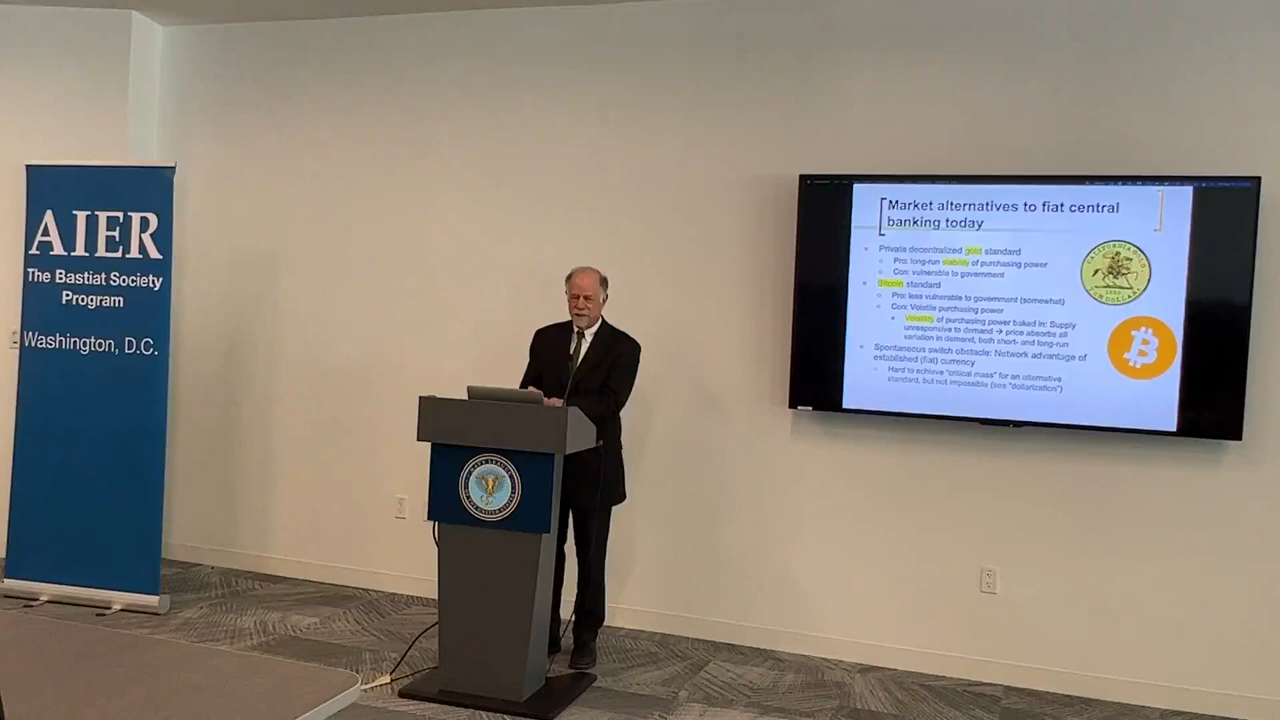 AIER
The Bastiat Society
Program
Washington, D.C.
Market alternatives to fiat central
banking today
Private decentralized gold standard
Pro: long-run stability of purchasing power
Con: vulnerable to government
Bitcoin standard
Pro: less vulnerable to government (somewhat)
Con: Volatile purchasing power
Volatility of purchasing power baked in: Supply
unresponsive to demand → price absorbs all
variation in demand, both short- and long-run
Spontaneous switch obstacle: Network advantage of
established (fiat) currency
Hard to achieve "critical mass" for an alternative
standard, but not impossible (see "dollarization")
CALIFORNIA GOLD
TEN DOLLARS